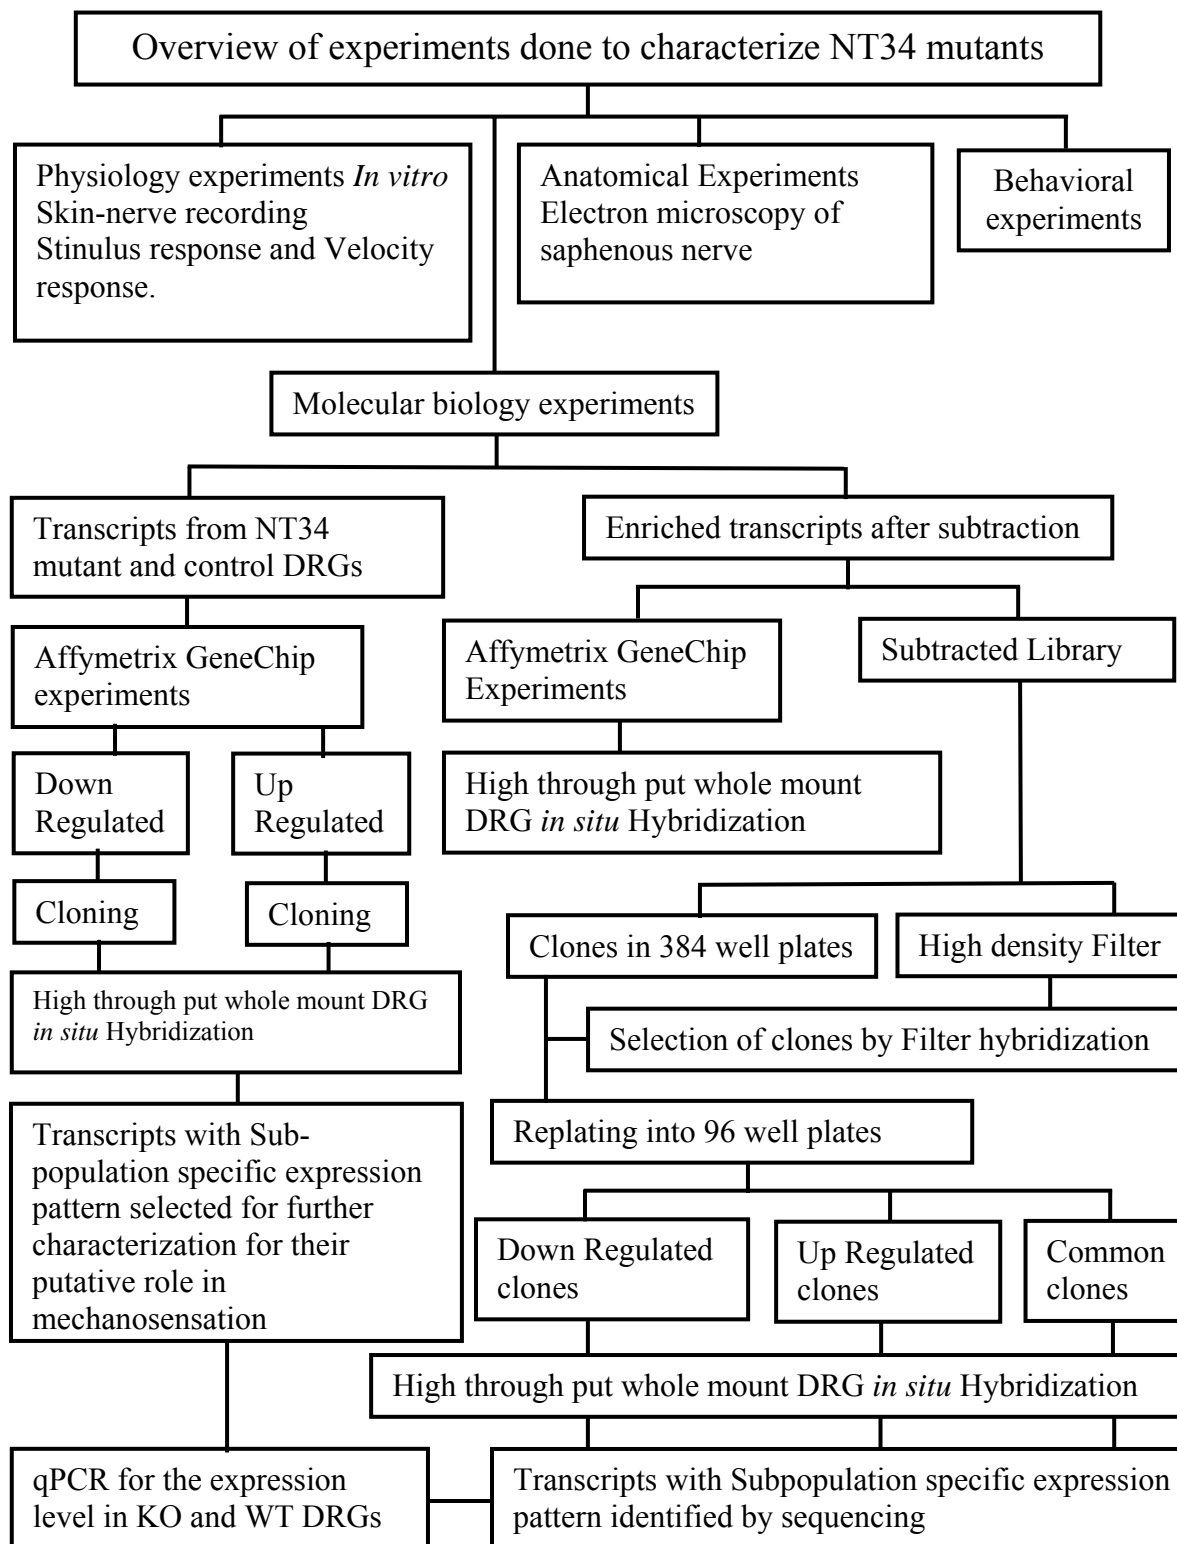 Overview of experiments done to characterize NT34 mutants
Physiology experiments In vitro
Skin-nerve recording
Stinulus response and Velocity
response.
Anatomical Experiments
Electron microscopy of
saphenous nerve
Behavioral
experiments
Molecular biology experiments
Transcripts from NT34
mutant and control DRGs
Enriched transcripts after subtraction
Affymetrix GeneChip
experiments
Affymetrix GeneChip
Experiments
Subtracted Library
Down
Regulated
Up
Regulated
High through put whole mount
DRG in situ Hybridization
Cloning
Cloning
Clones in 384 well plates
High density Filter
High through put whole mount DRG
in situ Hybridization
Selection of clones by Filter hybridization
Replating into 96 well plates
Transcripts with Sub-
population specific expression
pattern selected for further
characterization for their
putative role in
mechanosensation
Down Regulated
clones
Up Regulated
clones
Common
clones
High through put whole mount DRG in situ Hybridization
qPCR for the expression
level in KO and WT DRGs
Transcripts with Subpopulation specific expression
pattern identified by sequencing